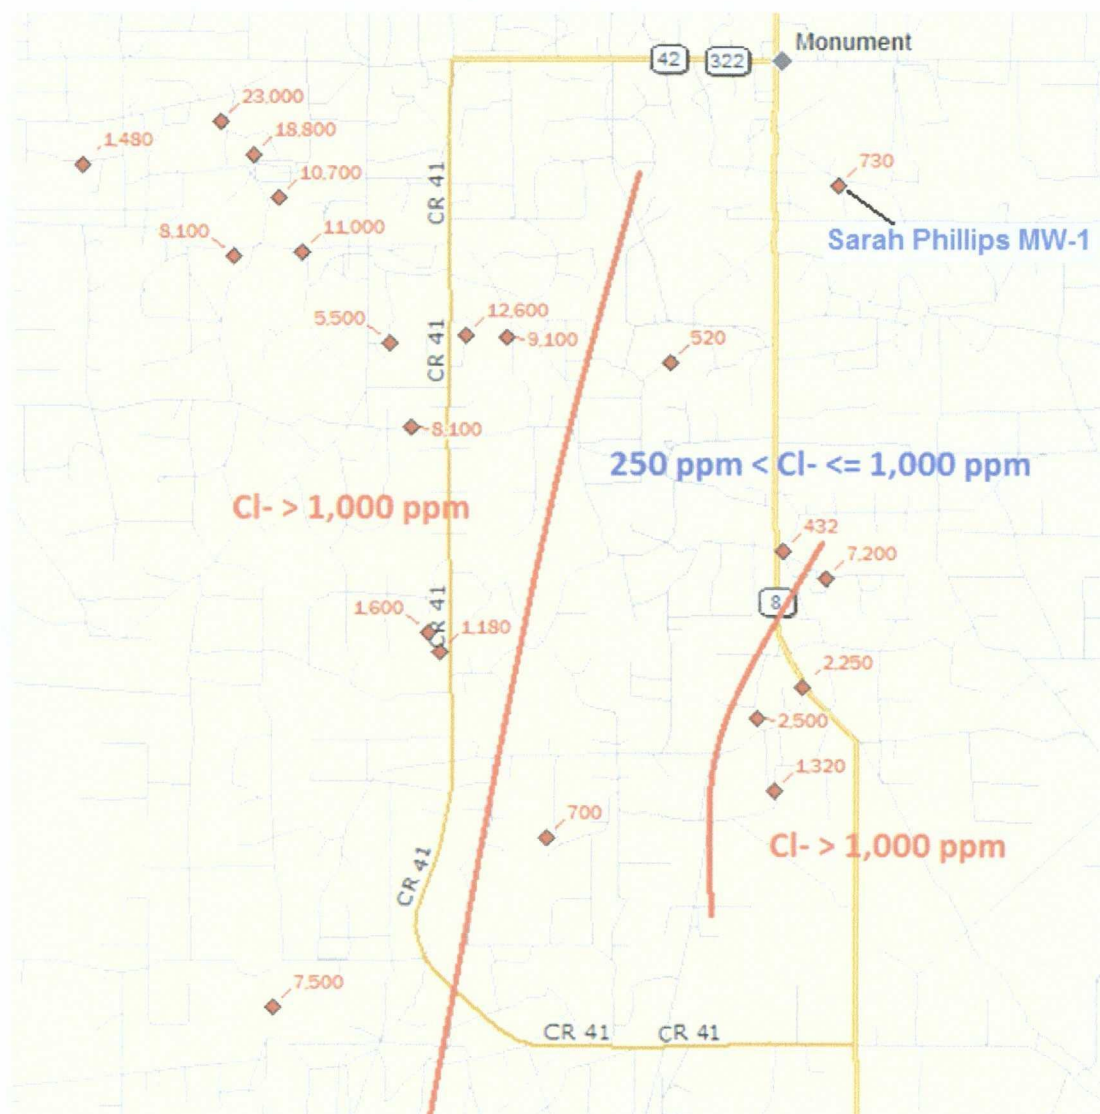 Monument
42
322
23.000
1.480
18.800
10.700
730
CR 41
8.100
11.000
Sarah Phillips MW-1
5.500
12.600
9.100
CR 41
520
8.100
250 ppm < Cl- <= 1,000 ppm
Cl- > 1,000 ppm
432
7.200
8
1.600
CR 41
1.180
2.250
2.500
1.320
700
Cl- > 1,000 ppm
CR 41
7.500
CR 41
CR 41